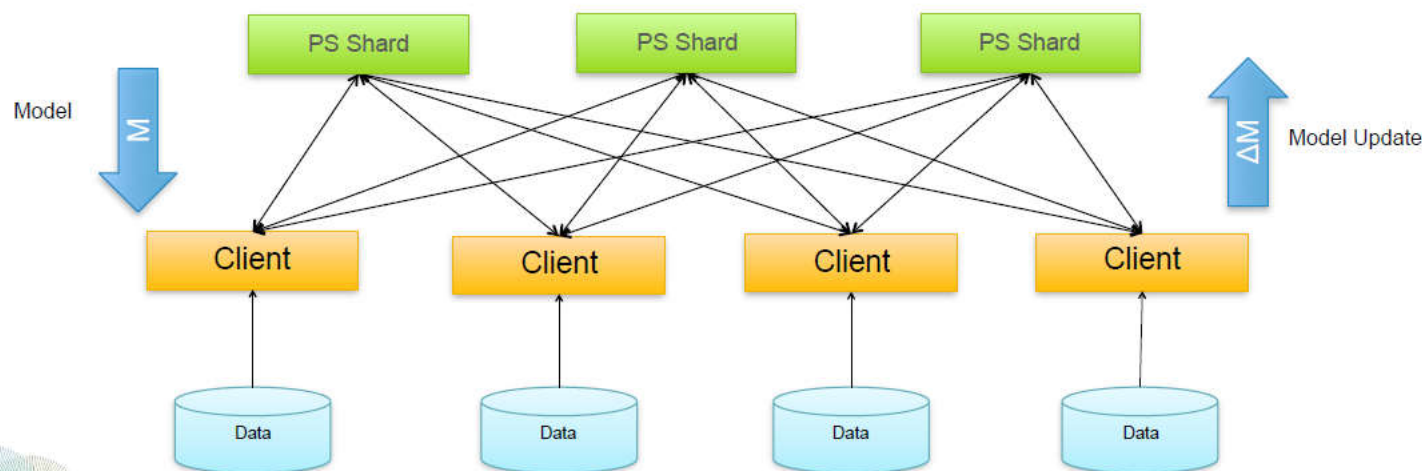 PS Shard
PS Shard
PS Shard
Model
M
ΔM
Model Update
Client
Client
Client
Client
Data
Data
Data
Data